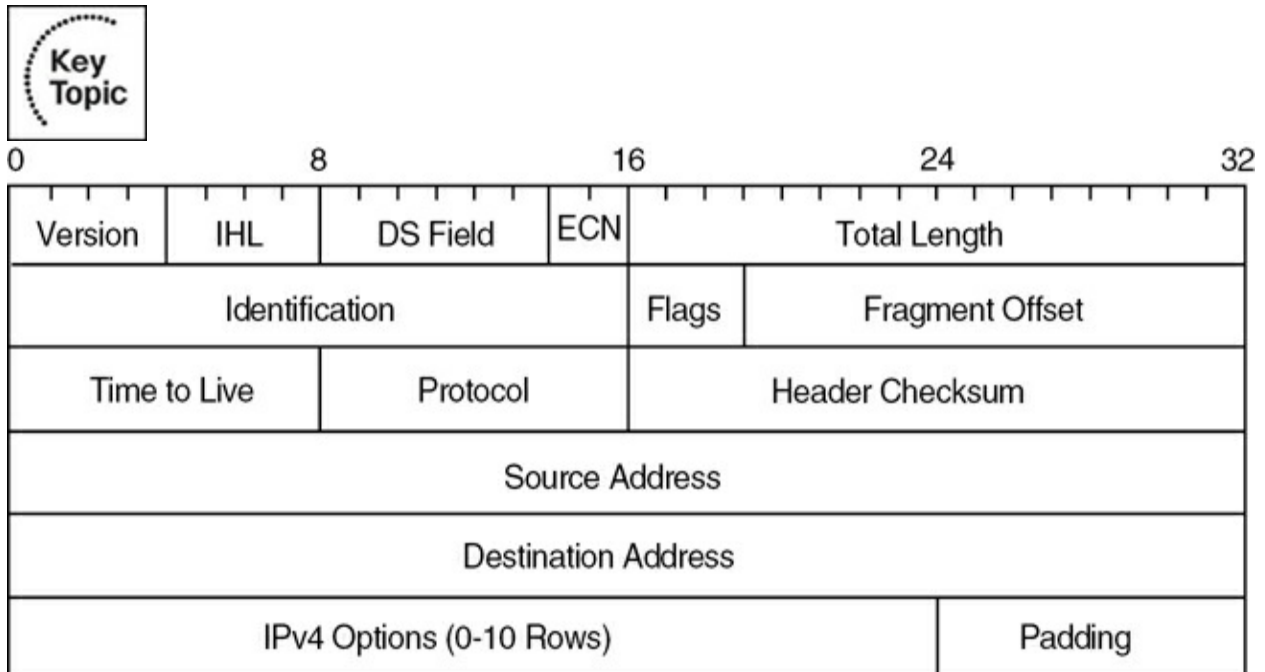 Key
Topic
0 8 16 24 32
Version IHL DS Field ECN Total Length
Identification Flags Fragment Offset
Time to Live Protocol Header Checksum
Source Address
Destination Address
IPv4 Options (0-10 Rows) Padding